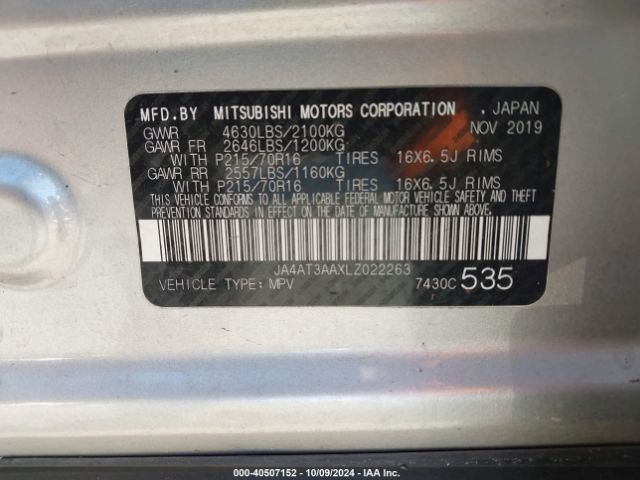 MFD.BY MITSUBISHI MOTORS CORPORATION , JAPAN
GVWR 4630LBS/2100KG NOV 2019
GAWR FR 2646LBS/1200KG
WITH P215/70R16 TIRES 16X6.5J RIMS
GAWR RR 2557LBS/1160KG
WITH P215/70R16 TIRES 16X6.5J RIMS
THIS VEHICLE CONFORMS TO ALL APPLICABLE FEDERAL MOTOR VEHICLE SAFETY AND THEFT
PREVENTION STANDARDS IN EFFECT ON THE DATE OF MANUFACTURE SHOWN ABOVE.
JA4AT3AAXLZ022263
VEHICLE TYPE: MPV 7430C 535
000-40507152 - 10/09/2024 - IAA Inc.